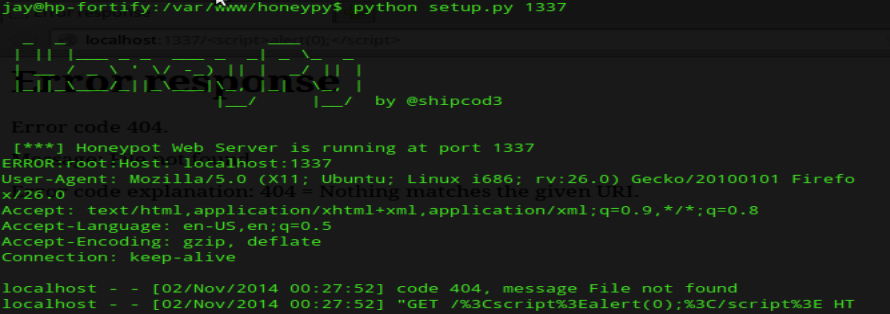 jay@hp-fortify:/var/www/honeypy$ python setup.py 1337
localhost:1337/<script>alert(0);</script>
HoneyPy
Error response
by @shipcod3
Error code 404.
[***] Honeypot Web Server is running at port 1337
ERROR:root:Host: localhost:1337
User-Agent: Mozilla/5.0 (X11; Ubuntu; Linux i686; rv:26.0) Gecko/20100101 Firefo
x/26.0
code explanation: 404 = Nothing matches the given URI.
Accept: text/html,application/xhtml+xml,application/xml;q=0.9,*/*;q=0.8
Accept-Language: en-US,en;q=0.5
Accept-Encoding: gzip, deflate
Connection: keep-alive
localhost - - [02/Nov/2014 00:27:52] code 404, message File not found
localhost - - [02/Nov/2014 00:27:52] "GET /%3Cscript%3Ealert(0);%3C/script%3E HT